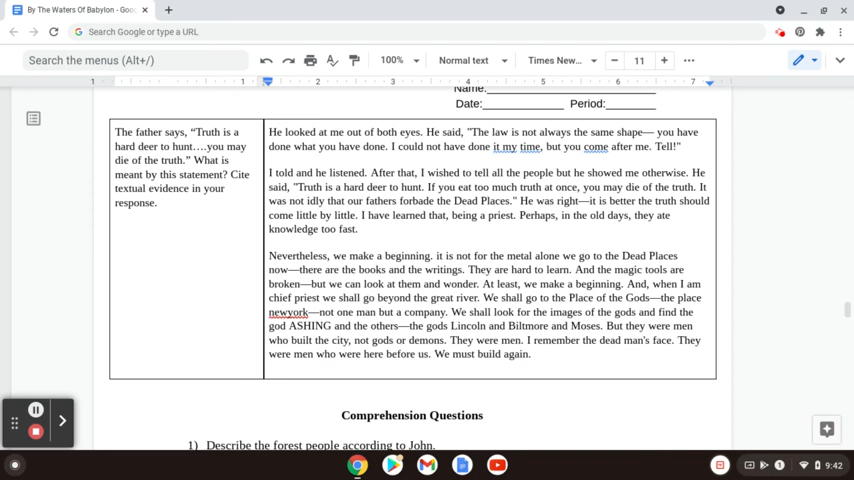 By The Waters Of Babylon - Goo
Search Google or type a URL
Search the menus (Alt+/)
100%
Normal text
Times New...
11
1
1
2
3
4
5
6
7
Name:
Date: Period:
The father says, “Truth is a
hard deer to hunt….you may
die of the truth.” What is
meant by this statement? Cite
textual evidence in your
response.
He looked at me out of both eyes. He said, "The law is not always the same shape— you have
done what you have done. I could not have done it my time, but you come after me. Tell!"
I told and he listened. After that, I wished to tell all the people but he showed me otherwise. He
said, "Truth is a hard deer to hunt. If you eat too much truth at once, you may die of the truth. It
was not idly that our fathers forbade the Dead Places." He was right—it is better the truth should
come little by little. I have learned that, being a priest. Perhaps, in the old days, they ate
knowledge too fast.
Nevertheless, we make a beginning. it is not for the metal alone we go to the Dead Places
now—there are the books and the writings. They are hard to learn. And the magic tools are
broken—but we can look at them and wonder. At least, we make a beginning. And, when I am
chief priest we shall go beyond the great river. We shall go to the Place of the Gods—the place
newyork—not one man but a company. We shall look for the images of the gods and find the
god ASHING and the others—the gods Lincoln and Biltmore and Moses. But they were men
who built the city, not gods or demons. They were men. I remember the dead man's face. They
were men who were here before us. We must build again.
Comprehension Questions
1) Describe the forest people according to John.
1
9:42